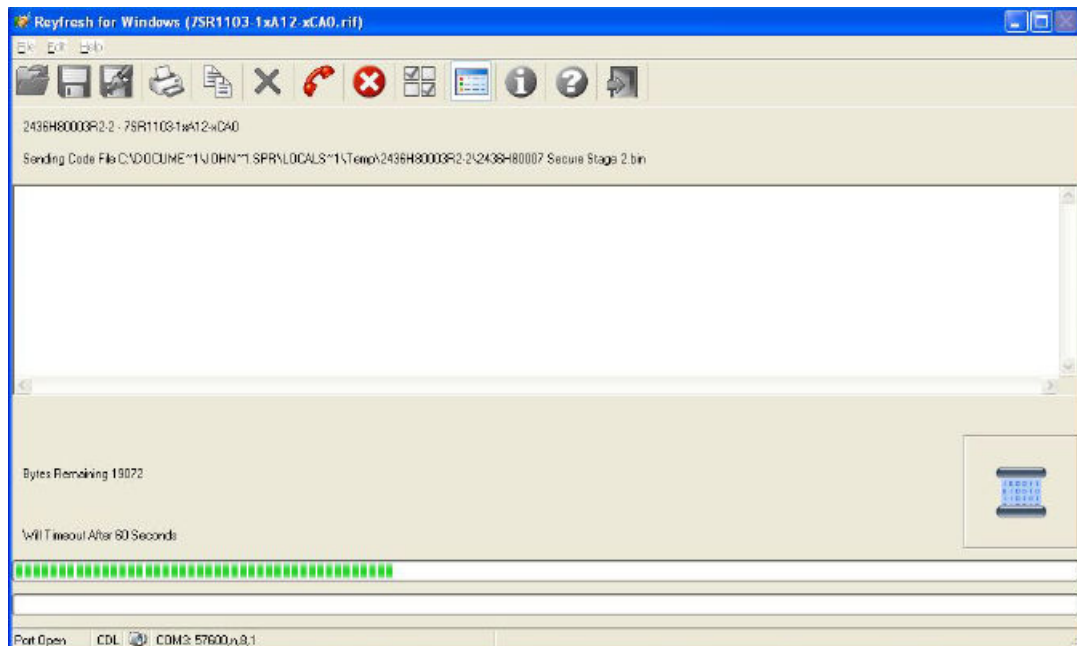 Reyfresh for Windows (7SR1103-1xA12-xCA0.rif)
File Edit Help
2436H80003R2-2 - 7SR1103-1xA12-xCA0
Sending Code File C:\DOCUME~1\JOHN~1.SPR\LOCALS~1\Temp\2436H80003R2-2\2436H80007 Secure Stage 2.bin
Bytes Remaining 19072
Will Timeout After 60 Seconds
Port Open CDL COM3: 57600,n,8,1